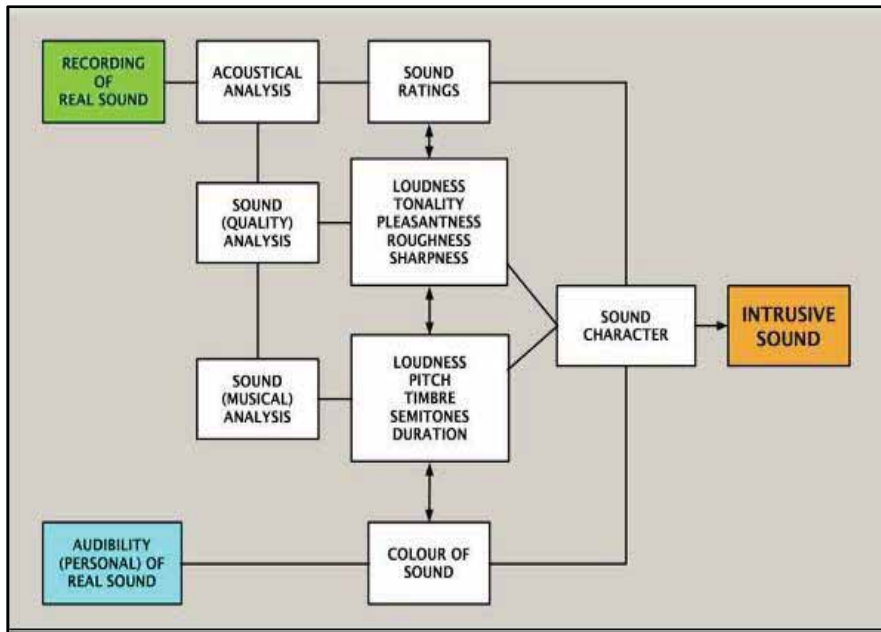 RECORDING
OF
REAL SOUND
ACOUSTICAL
ANALYSIS
SOUND
RATINGS
SOUND
(QUALITY)
ANALYSIS
LOUDNESS
TONALITY
PLEASANTNESS
ROUGHNESS
SHARPNESS
SOUND
(MUSICAL)
ANALYSIS
LOUDNESS
PITCH
TIMBRE
SEMITONES
DURATION
SOUND
CHARACTER
INTRUSIVE
SOUND
AUDIBILITY
(PERSONAL) OF
REAL SOUND
COLOUR OF
SOUND